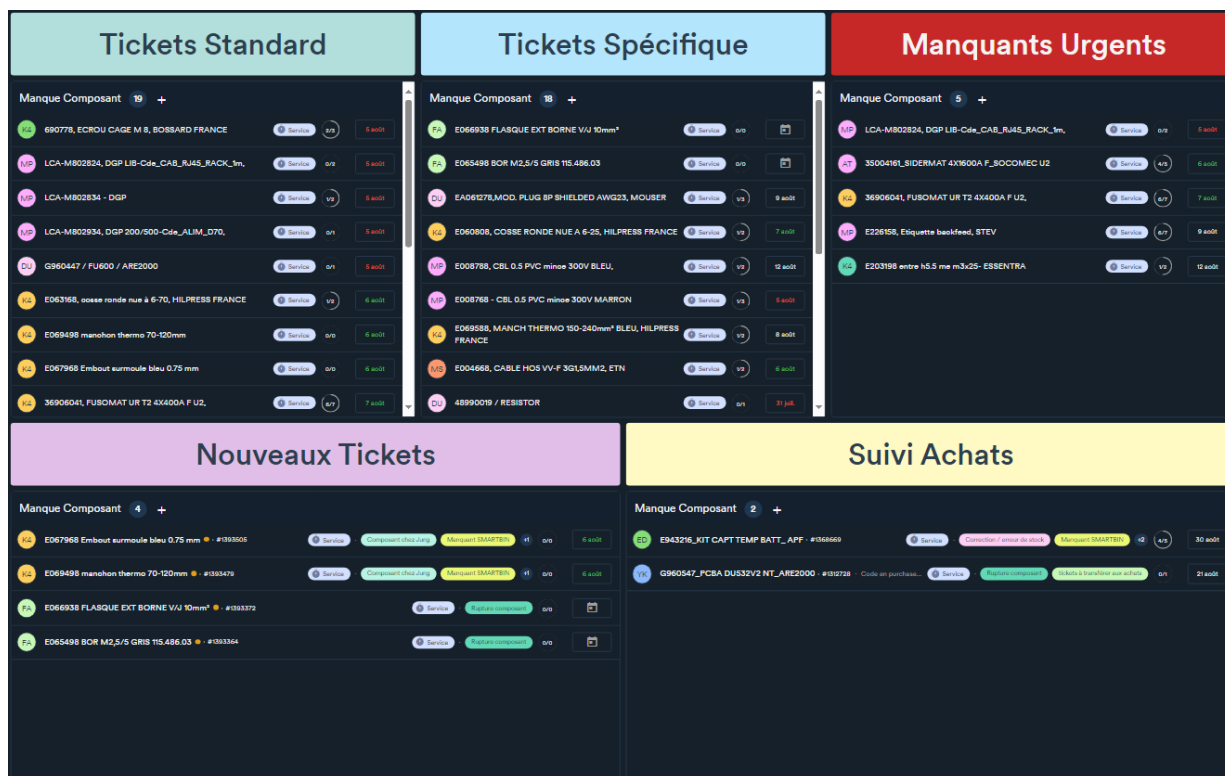 Tickets Standard
Tickets Spécifique
Manquants Urgents
Manque Composant 19 +
K4 690778, ECROU CAGE M 8, BOSSARD FRANCE Service 3/3 5 août
MP LCA-M802824, DGP LIB-Cde_CAB_RJ45_RACK_1m, Service 0/2 5 août
MP LCA-M802834 - DGP Service 1/2 5 août
MP LCA-M802934, DGP 200/500-Cde_ALIM_D70, Service 0/1 5 août
DU G960447 / FU600 / ARE2000 Service 0/1 5 août
K4 E063168, cosse ronde nue à 6-70, HILPRESS FRANCE Service 1/2 6 août
K4 E069498 manchon thermo 70-120mm Service 0/0 6 août
K4 E067968 Embout surmoule bleu 0.75 mm Service 0/0 6 août
K4 36906041, FUSOMAT UR T2 4X400A F U2, Service 6/7 7 août
Manque Composant 18 +
FA E066938 FLASQUE EXT BORNE V/J 10mm² Service 0/0
FA E065498 BOR M2,5/5 GRIS 115.486.03 Service 0/0
DU EA061278,MOD. PLUG 8P SHIELDED AWG23, MOUSER Service 1/3 9 août
K4 E060808, COSSE RONDE NUE A 6-25, HILPRESS FRANCE Service 1/2 7 août
MP E008788, CBL 0.5 PVC mince 300V BLEU, Service 1/2 12 août
MP E008768 - CBL 0.5 PVC mince 300V MARRON Service 1/3 5 août
K4 E069588, MANCH THERMO 150-240mm² BLEU, HILPRESS
FRANCE Service 1/2 8 août
MS E004668, CABLE HO5 VV-F 3G1,5MM2, ETN Service 1/2 6 août
DU 48990019 / RESISTOR Service 0/1 31 juil.
Manque Composant 5 +
MP LCA-M802824, DGP LIB-Cde_CAB_RJ45_RACK_1m, Service 0/2 5 août
AT 35004161_SIDERMAT 4X1600A F_SOCOMEC U2 Service 4/5 6 août
K4 36906041, FUSOMAT UR T2 4X400A F U2, Service 6/7 7 août
MP E226158, Etiquette backfeed, STEV Service 6/7 9 août
K4 E203198 entre h5.5 me m3x25- ESSENTRA Service 1/2 12 août
Nouveaux Tickets
Suivi Achats
Manque Composant 4 +
K4 E067968 Embout surmoule bleu 0.75 mm · #1393505 Service · Composant chez Jung Manquant SMARTBIN +1 0/0 6 août
K4 E069498 manchon thermo 70-120mm · #1393479 Service · Composant chez Jung Manquant SMARTBIN +1 0/0 6 août
FA E066938 FLASQUE EXT BORNE V/J 10mm² · #1393372 Service · Rupture composant 0/0
FA E065498 BOR M2,5/5 GRIS 115.486.03 · #1393364 Service · Rupture composant 0/0
Manque Composant 2 +
ED E943216_KIT CAPT TEMP BATT_ APF · #1368669 Service · Correction / erreur de stock Manquant SMARTBIN +2 4/5 30 août
YK G960547_PCBA DUS32V2 NT_ARE2000 · #1312728 · Code en purchase... Service · Rupture composant tickets à transférer aux achats 0/1 21 août